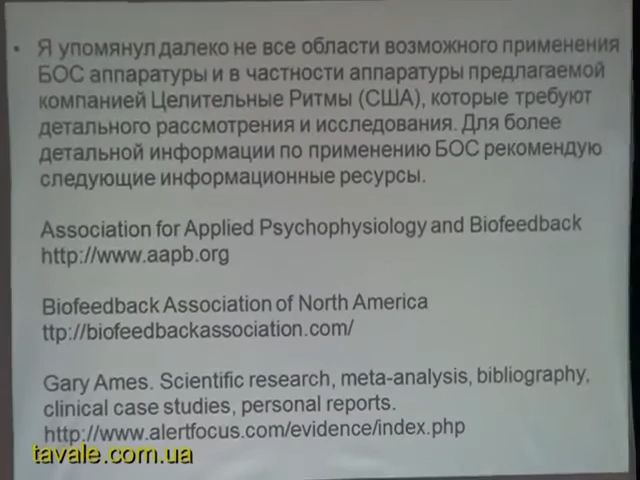 • Я упомянул далеко не все области возможного применения
БОС аппаратуры и в частности аппаратуры предлагаемой
компанией Целительные Ритмы (США), которые требуют
детального рассмотрения и исследования. Для более
детальной информации по применению БОС рекомендую
следующие информационные ресурсы.
Association for Applied Psychophysiology and Biofeedback
http://www.aapb.org
Biofeedback Association of North America
ttp://biofeedbackassociation.com/
Gary Ames. Scientific research, meta-analysis, bibliography,
clinical case studies, personal reports.
http://www.alertfocus.com/evidence/index.php
tavale.com.ua